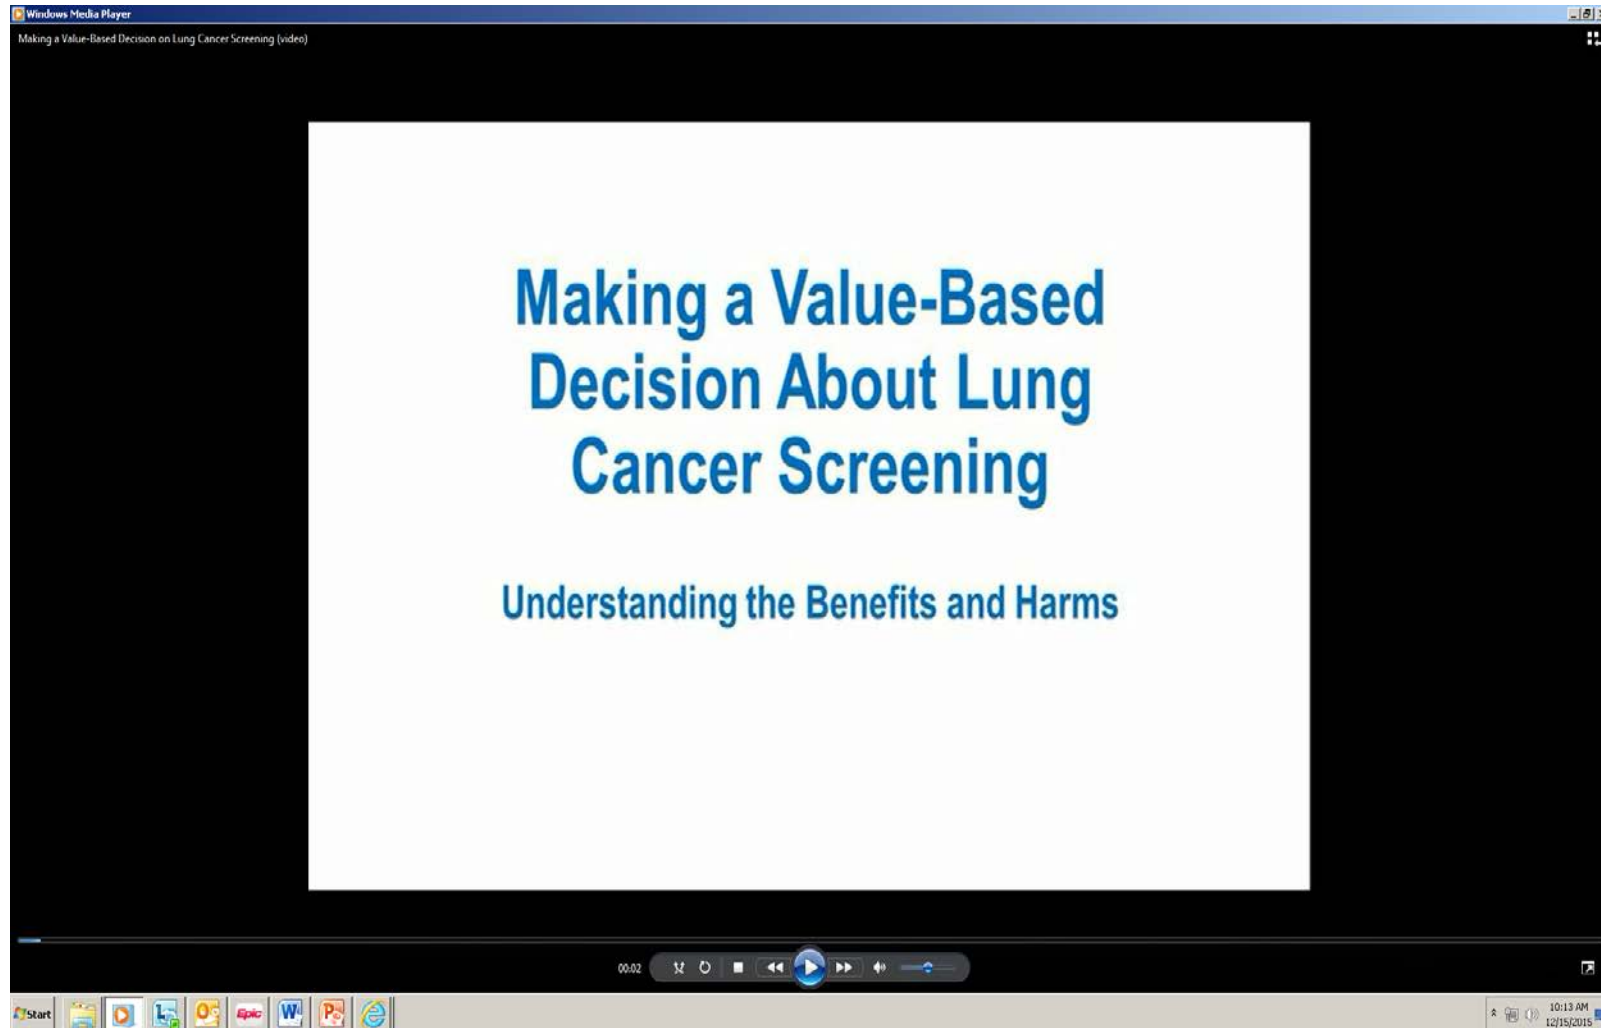 Windows Media Player
Making a Value-Based Decision on Lung Cancer Screening (video)
Making a Value-Based
Decision About Lung
Cancer Screening
Understanding the Benefits and Harms
00:02
Start
Epic
10:13 AM
12/15/2015